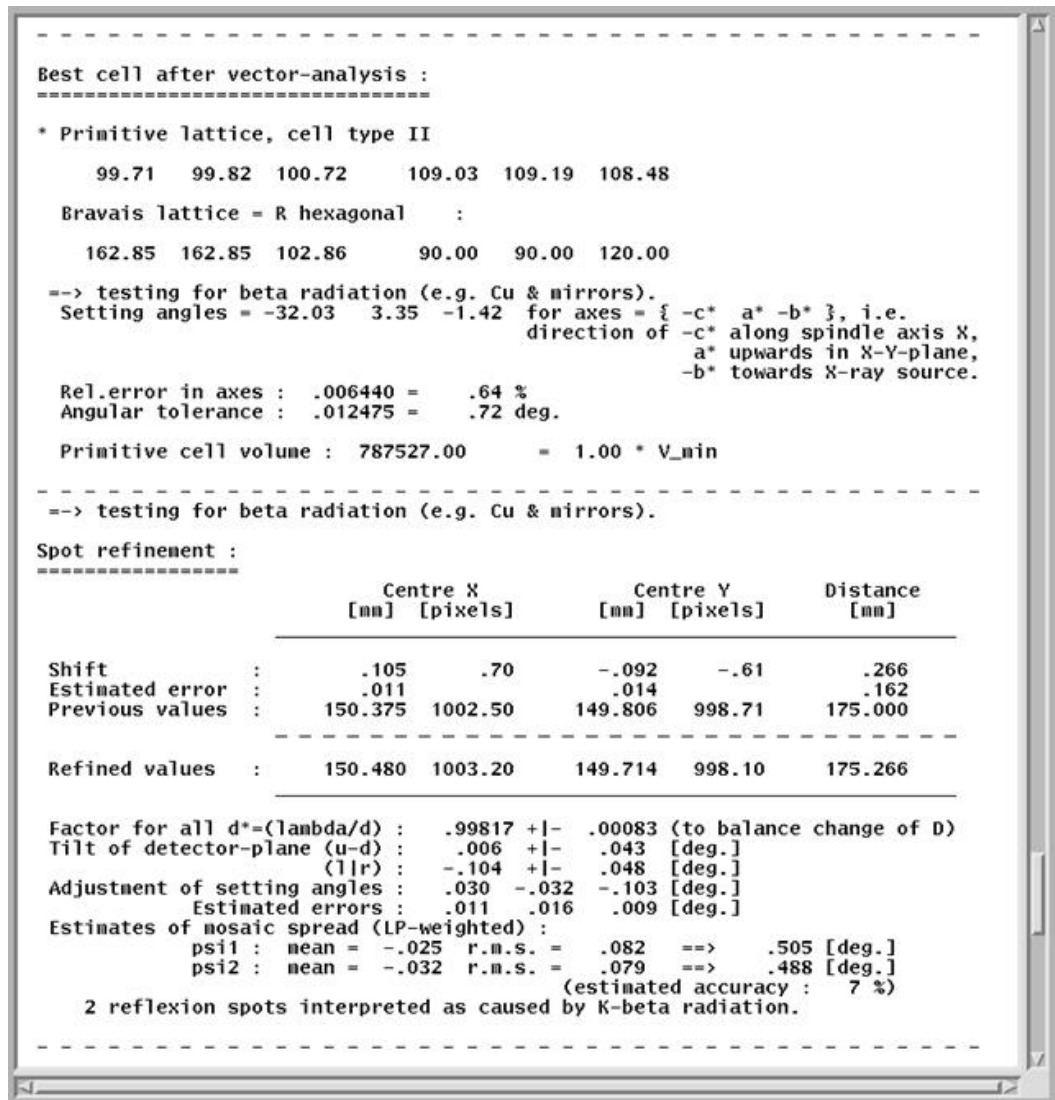 Best cell after vector-analysis :
=================================
* Primitive lattice, cell type II
99.71 99.82 100.72 109.03 109.19 108.48
Bravais lattice = R hexagonal :
162.85 162.85 102.86 90.00 90.00 120.00
=-> testing for beta radiation (e.g. Cu & mirrors).
Setting angles = -32.03 3.35 -1.42 for axes = { -c* a* -b* }, i.e.
direction of -c* along spindle axis X,
a* upwards in X-Y-plane,
-b* towards X-ray source.
Rel.error in axes : .006440 = .64 %
Angular tolerance : .012475 = .72 deg.
Primitive cell volume : 787527.00 = 1.00 * V_min
=-> testing for beta radiation (e.g. Cu & mirrors).
Spot refinement :
=================
Centre X Centre Y Distance
[mm] [pixels] [mm] [pixels] [mm]
Shift : .105 .70 -.092 -.61 .266
Estimated error : .011 .014 .162
Previous values : 150.375 1002.50 149.806 998.71 175.000
Refined values : 150.480 1003.20 149.714 998.10 175.266
Factor for all d*=(lambda/d) : .99817 +|- .00083 (to balance change of D)
Tilt of detector-plane (u-d) : .006 +|- .043 [deg.]
(l|r) : -.104 +|- .048 [deg.]
Adjustment of setting angles : .030 -.032 -.103 [deg.]
Estimated errors : .011 .016 .009 [deg.]
Estimates of mosaic spread (LP-weighted) :
psi1 : mean = -.025 r.m.s. = .082 ==> .505 [deg.]
psi2 : mean = -.032 r.m.s. = .079 ==> .488 [deg.]
(estimated accuracy : 7 %)
2 reflexion spots interpreted as caused by K-beta radiation.